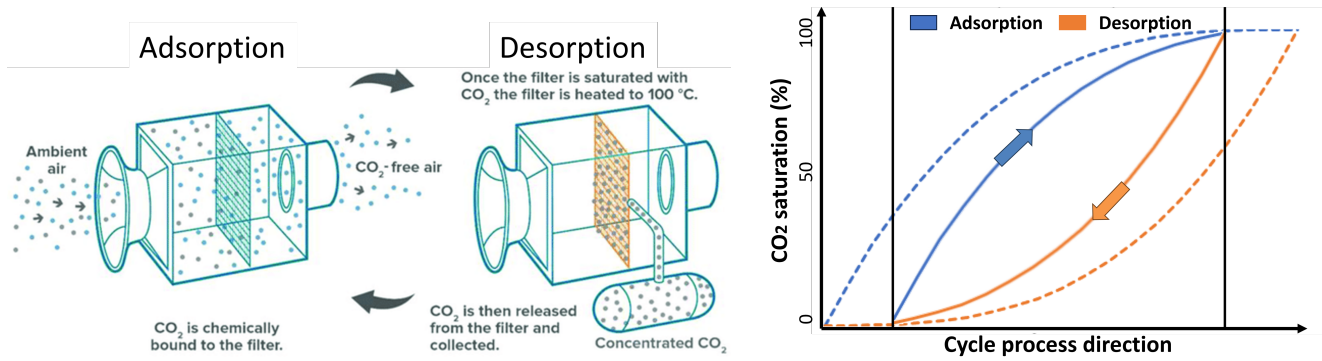 Adsorption
Desorption
Once the filter is saturated with
CO2 the filter is heated to 100 °C.
Ambient
air
CO2-free air
CO2 is chemically
bound to the filter.
CO2 is then released
from the filter and
collected.
Concentrated CO2
Adsorption
Desorption
CO2 saturation (%)
100
50
0
Cycle process direction